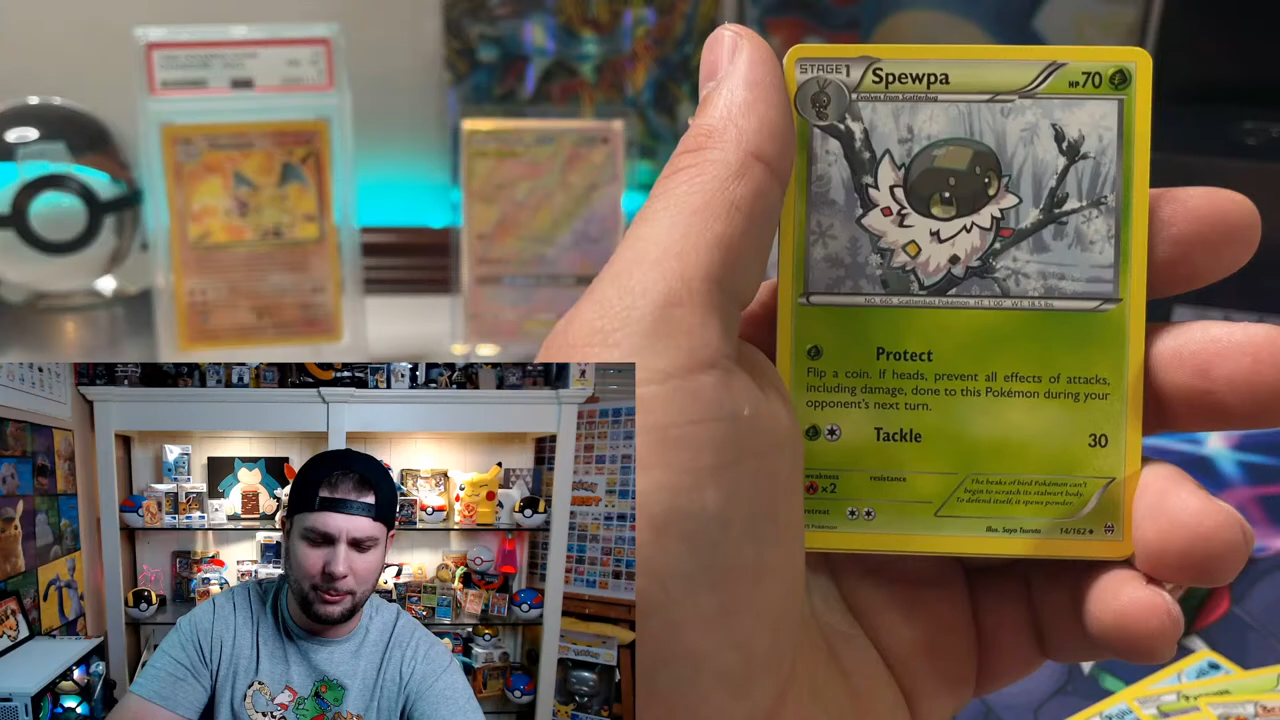 STAGE1 Spewpa HP70
Evolves from Scatterbug
NO. 665 Scatterdust Pokémon HT: 1'00" WT: 18.5 lbs
Protect
Flip a coin. If heads, prevent all effects of attacks,
including damage, done to this Pokémon during your
opponent's next turn.
Tackle 30
weakness resistance
×2
The beaks of bird Pokémon can't
begin to scratch its stalwart body.
To defend itself, it spews powder.
retreat
Illus. Sayo Tsuruta 14/162